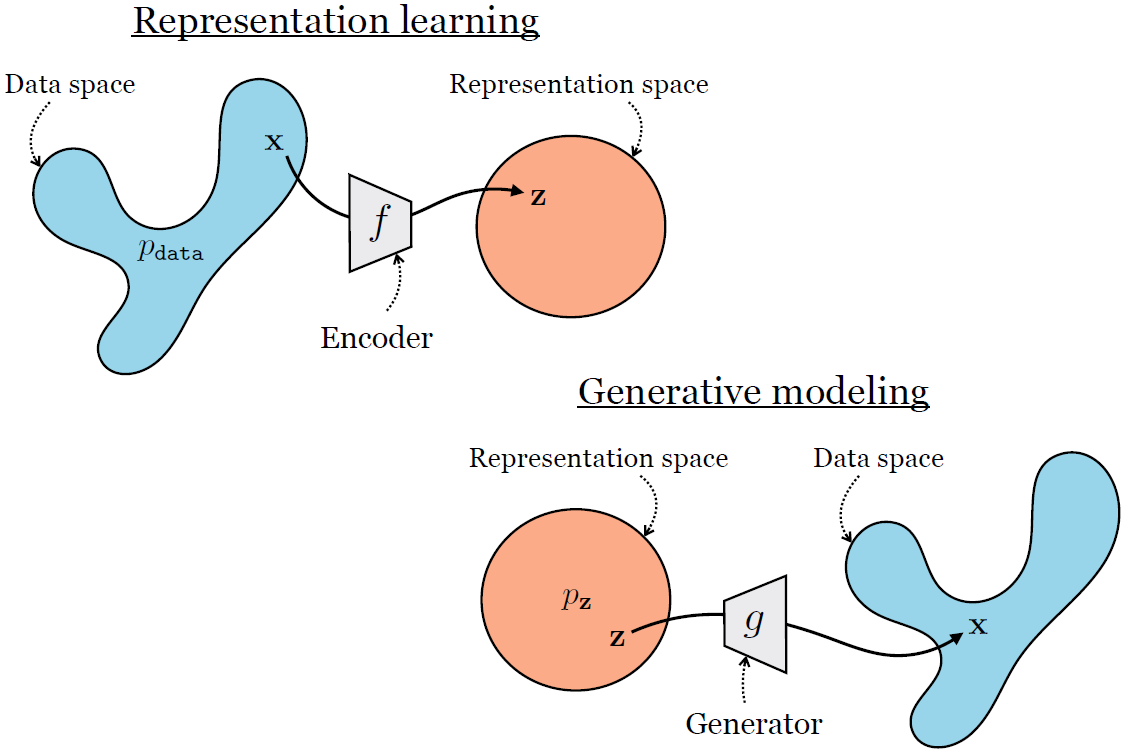 Representation learning
Data space
Representation space
x
z
f
p_data
Encoder
Generative modeling
Representation space
Data space
p_z
z
g
x
Generator